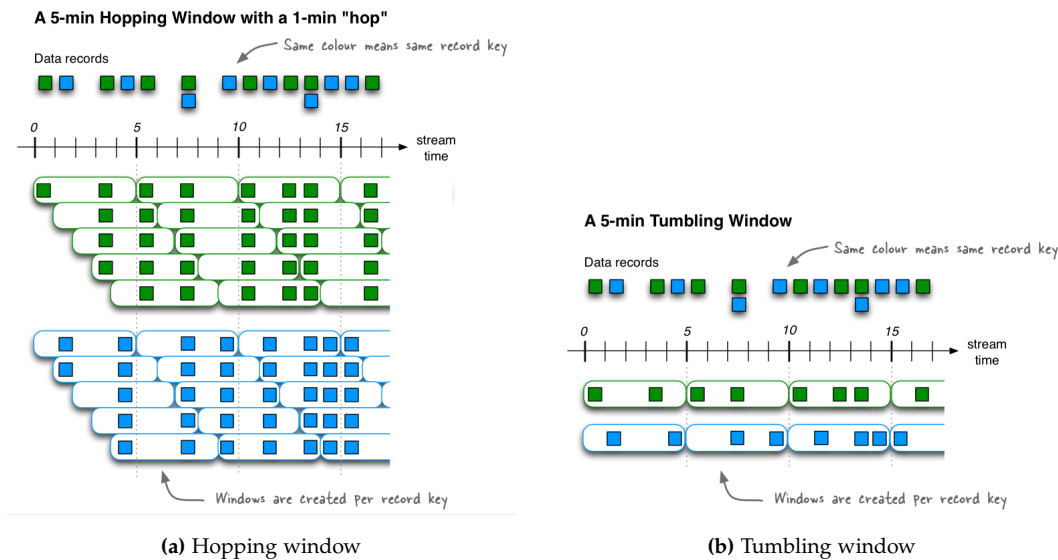 A 5-min Hopping Window with a 1-min "hop"
Same colour means same record key
Data records
0 5 10 15
stream
time
Windows are created per record key
(a) Hopping window
A 5-min Tumbling Window
Same colour means same record key
Data records
0 5 10 15
stream
time
Windows are created per record key
(b) Tumbling window